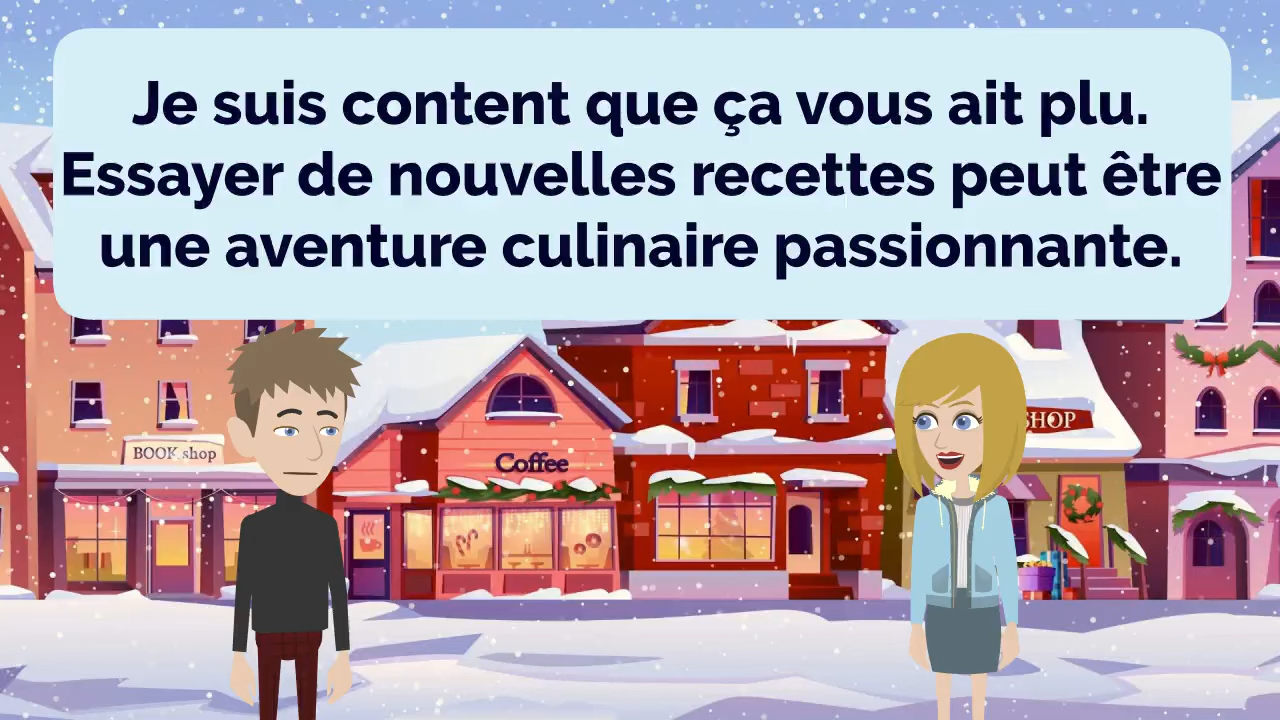 Je suis content que ça vous ait plu.
Essayer de nouvelles recettes peut être
une aventure culinaire passionnante.
BOOK shop
Coffee
SHOP